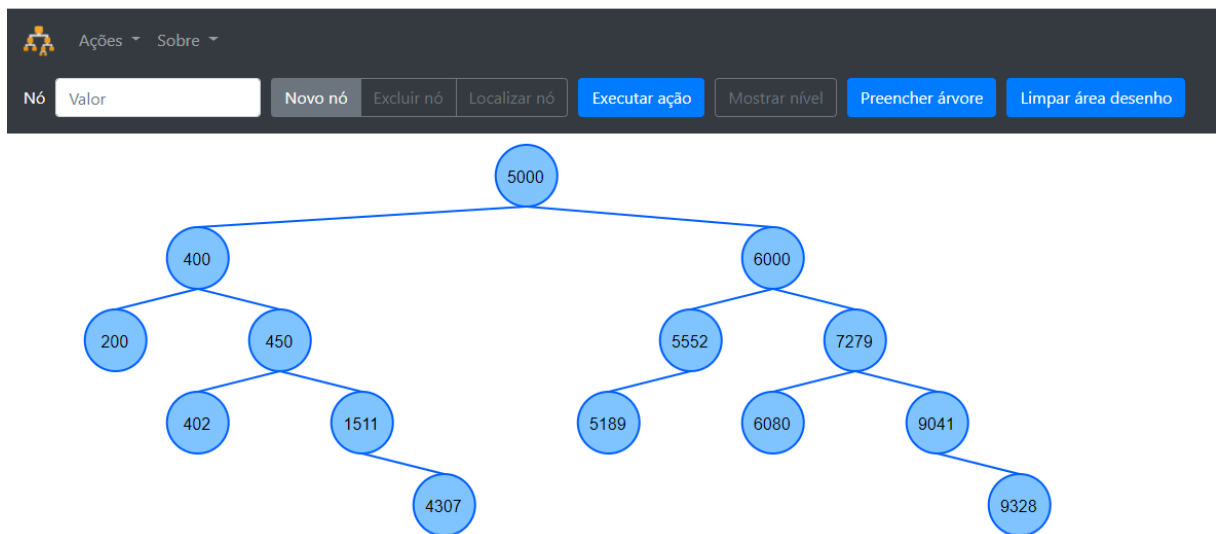 Ações Sobre
Nó Valor Novo nó Excluir nó Localizar nó Executar ação Mostrar nível Preencher árvore Limpar área desenho
5000
400 6000
200 450 5552 7279
402 1511 5189 6080 9041
4307 9328